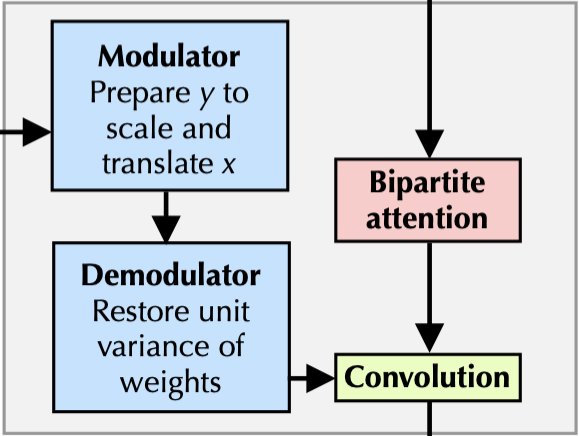 Modulator
Prepare y to
scale and
translate x
Bipartite
attention
Demodulator
Restore unit
variance of
weights
Convolution